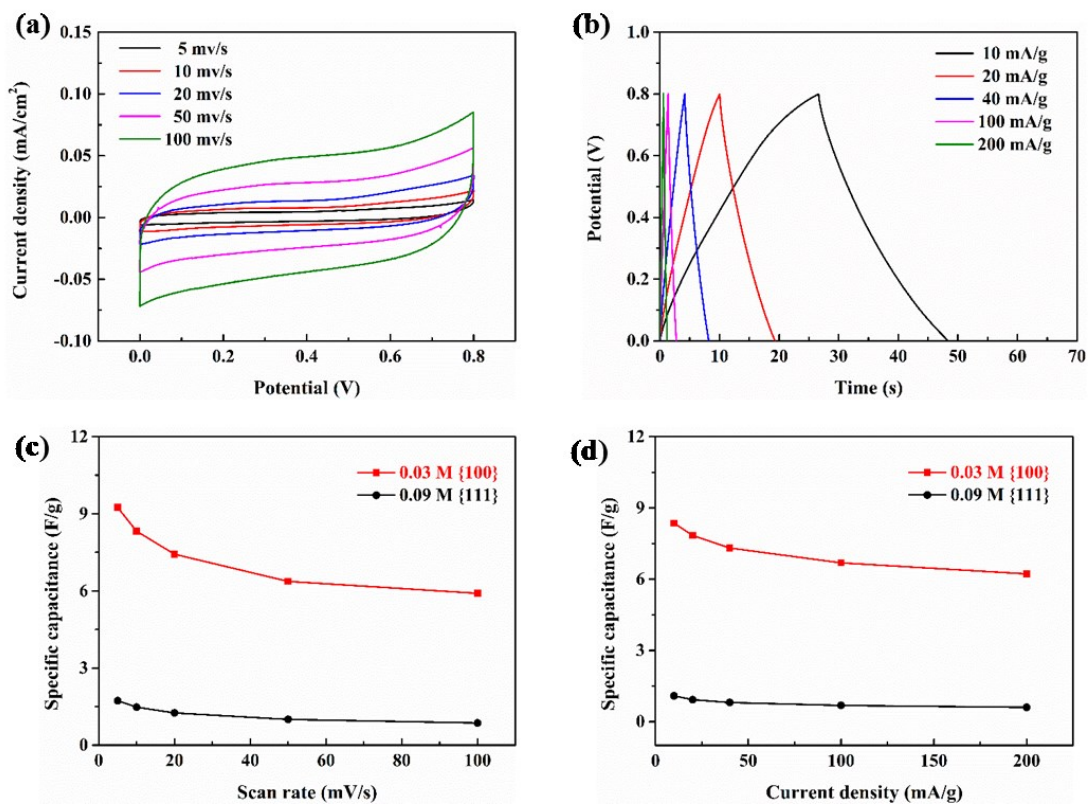 (a)
0.15
0.10
0.05
0.00
-0.05
-0.10
Current density (mA/cm²)
5 mv/s
10 mv/s
20 mv/s
50 mv/s
100 mv/s
0.0 0.2 0.4 0.6 0.8
Potential (V)
(b)
1.0
0.8
0.6
0.4
0.2
0.0
Potential (V)
10 mA/g
20 mA/g
40 mA/g
100 mA/g
200 mA/g
0 10 20 30 40 50 60 70
Time (s)
(c)
12
9
6
3
0
Specific capacitance (F/g)
0.03 M {100}
0.09 M {111}
0 20 40 60 80 100
Scan rate (mV/s)
(d)
12
9
6
3
0
Specific capacitance (F/g)
0.03 M {100}
0.09 M {111}
0 50 100 150 200
Current density (mA/g)